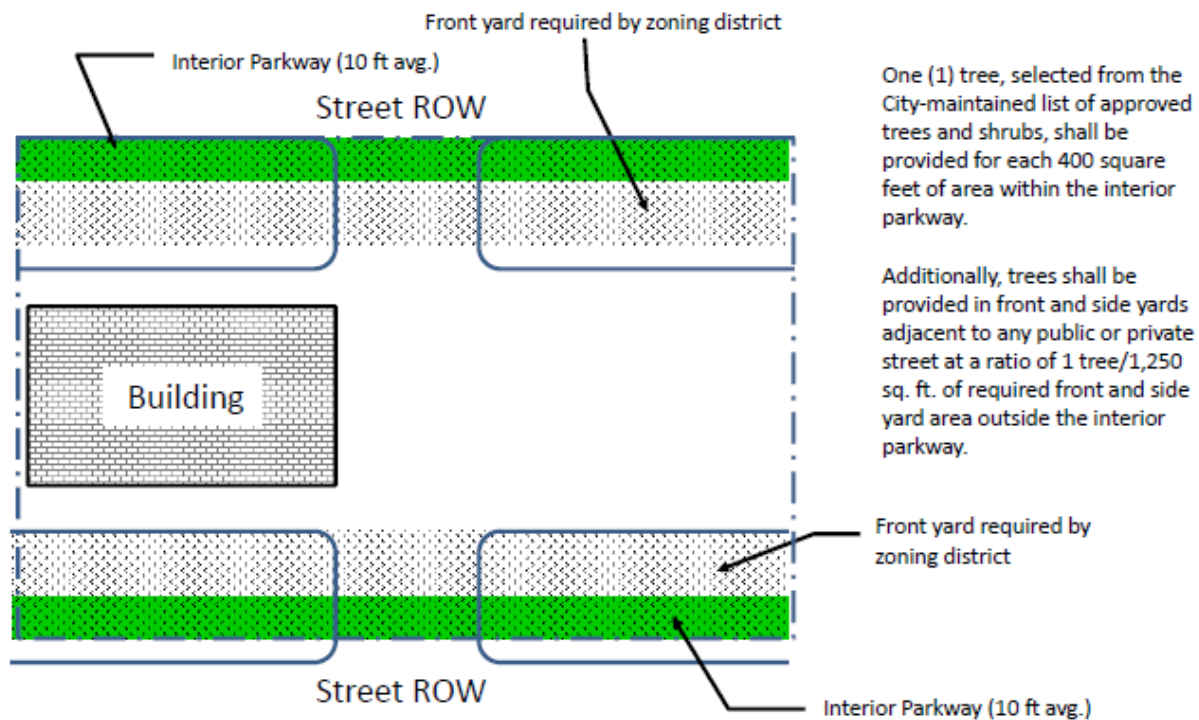 Front yard required by zoning district
Interior Parkway (10 ft avg.)
Street ROW
One (1) tree, selected from the
City-maintained list of approved
trees and shrubs, shall be
provided for each 400 square
feet of area within the interior
parkway.
Additionally, trees shall be
provided in front and side yards
adjacent to any public or private
street at a ratio of 1 tree/1,250
sq. ft. of required front and side
yard area outside the interior
parkway.
Building
Front yard required by
zoning district
Street ROW
Interior Parkway (10 ft avg.)